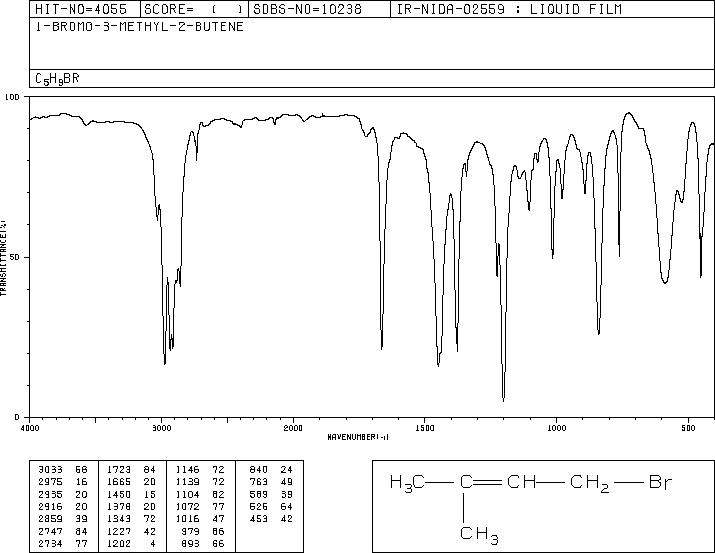 HIT-NO=4055 SCORE= ( ) SDBS-NO=10238 IR-NIDA-02559 : LIQUID FILM
1-BROMO-3-METHYL-2-BUTENE
C5H9BR
100
TRANSMITTANCE(%)
50
0
4000 3000 2000 1500 1000 500
WAVENUMBER(-1)
3033 68 1723 84 1146 72 840 24
2975 16 1665 20 1139 72 763 49
2935 20 1450 15 1104 62 589 39
2916 20 1378 20 1072 77 526 64
2859 39 1343 72 1016 47 453 42
2747 84 1227 42 979 66
2734 77 1202 4 893 66
H3C C CH CH2 Br
CH3